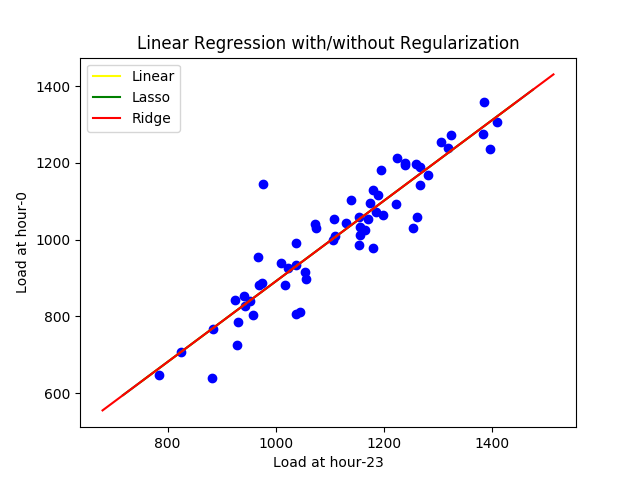 Linear Regression with/without Regularization
Linear
Lasso
Ridge
1400
1200
1000
800
600
Load at hour-0
800 1000 1200 1400
Load at hour-23